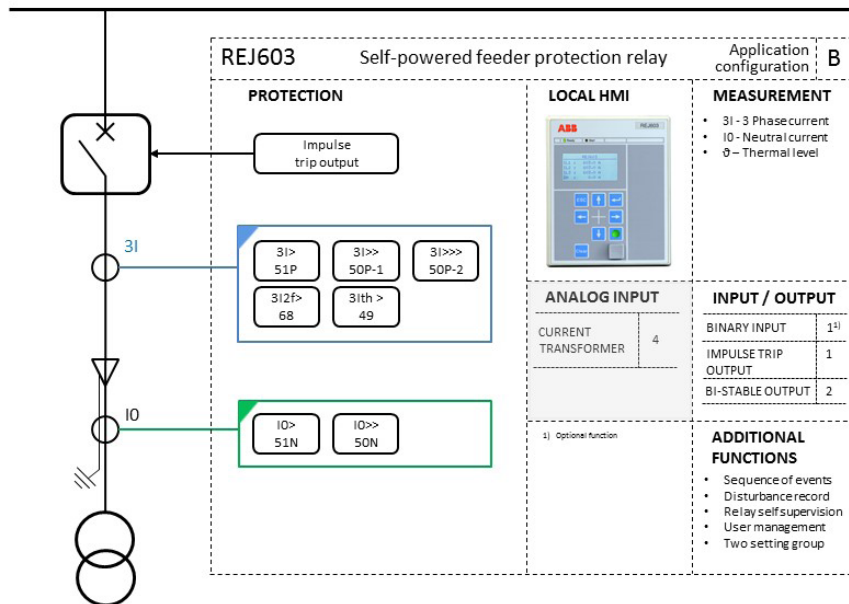 REJ603
Self-powered feeder protection relay
Application
configuration
B
PROTECTION
Impulse
trip output
3I
3I>
51P
3I>>
50P-1
3I>>>
50P-2
3I2f>
68
3Ith >
49
I0
I0>
51N
I0>>
50N
LOCAL HMI
ABB
REJ603
ESC
ANALOG INPUT
CURRENT
TRANSFORMER
4
1) Optional function
MEASUREMENT
• 3I - 3 Phase current
• I0 - Neutral current
• ϑ – Thermal level
INPUT / OUTPUT
BINARY INPUT
1¹⁾
IMPULSE TRIP
OUTPUT
1
BI-STABLE OUTPUT
2
ADDITIONAL
FUNCTIONS
• Sequence of events
• Disturbance record
• Relay self supervision
• User management
• Two setting group